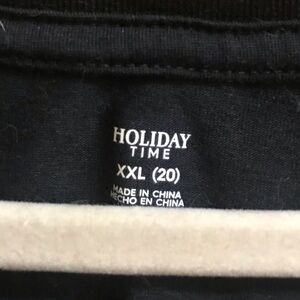 HOLIDAY
TIME
XXL (20)
MADE IN CHINA
HECHO EN CHINA